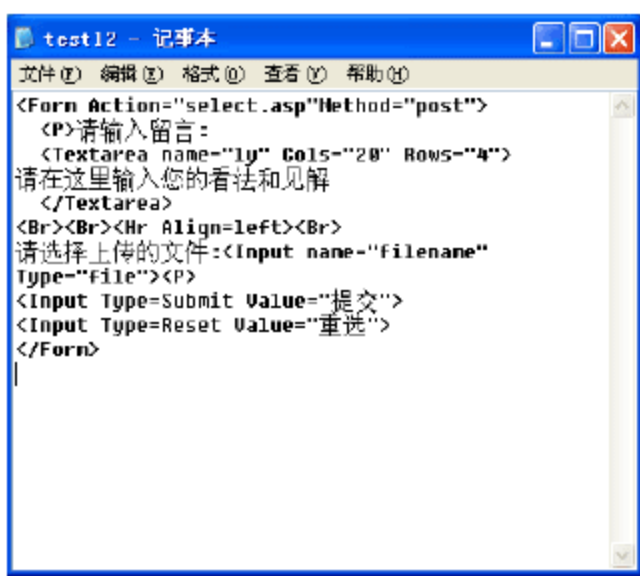 test12 - 记事本
文件(F) 编辑(E) 格式(O) 查看(V) 帮助(H)
<Form Action="select.asp"Method="post">
<P>请输入留言:
<Textarea name="ly" Cols="20" Rows="4">
请在这里输入您的看法和见解
</Textarea>
<Br><Br><Hr Align=left><Br>
请选择上传的文件:<Input name="filename"
Type="file"><P>
<Input Type=Submit Value="提交">
<Input Type=Reset Value="重选">
</Form>